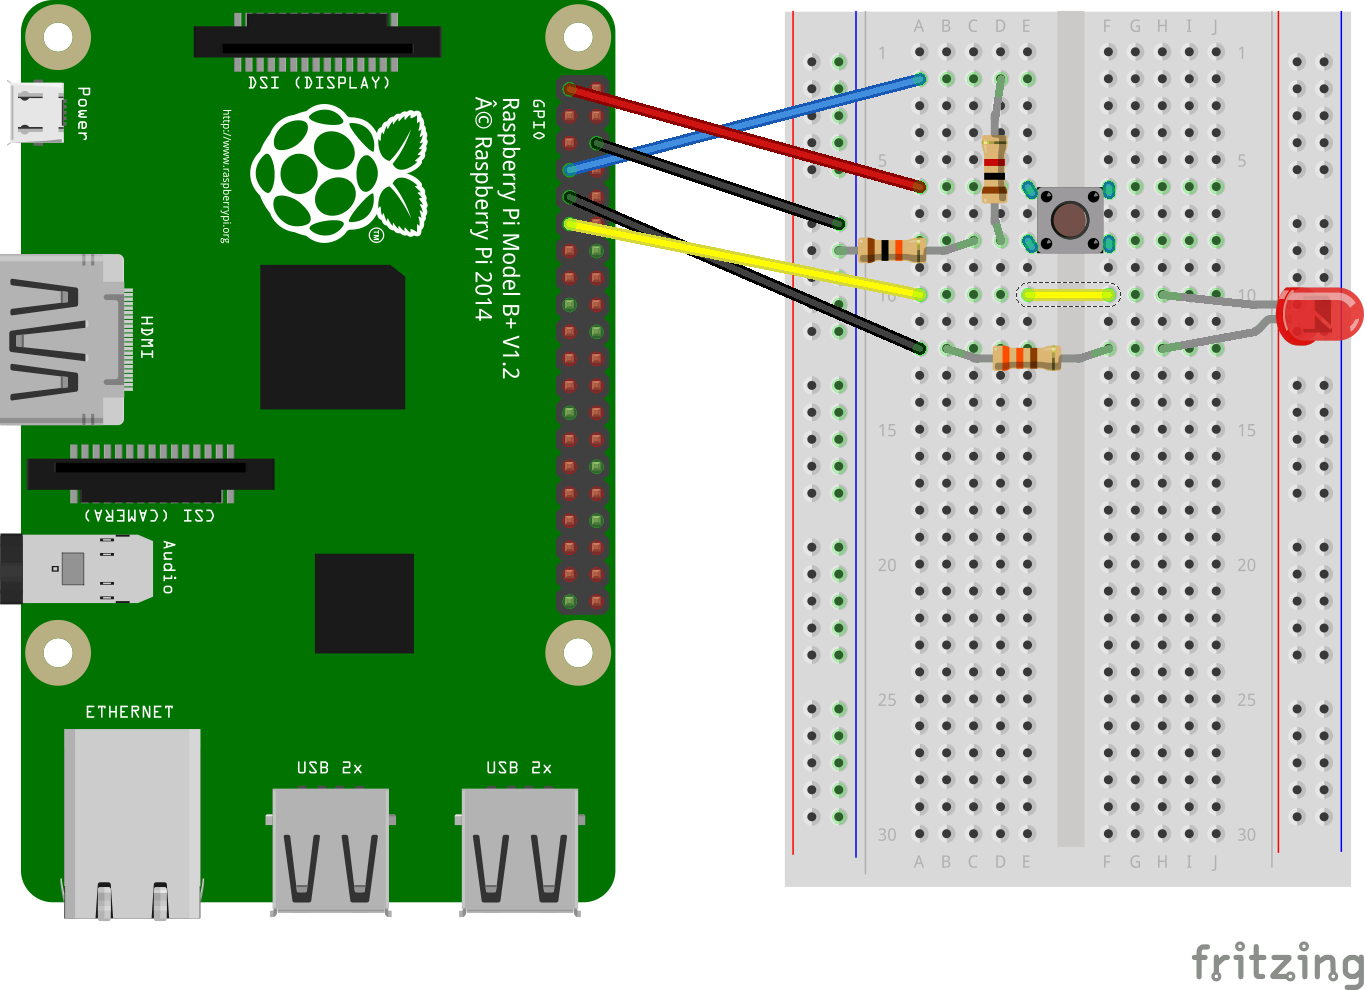 DSI (DISPLAY)
Power
http://www.raspberrypi.org
TM
GPIO
Raspberry Pi Model B+ V1.2
Â© Raspberry Pi 2014
HDMI
CSI (CAMERA)
Audio
ETHERNET
USB 2x
USB 2x
A B C D E F G H I J
1 1
5 5
10 10
15 15
20 20
25 25
30 30
A B C D E F G H I J
fritzing